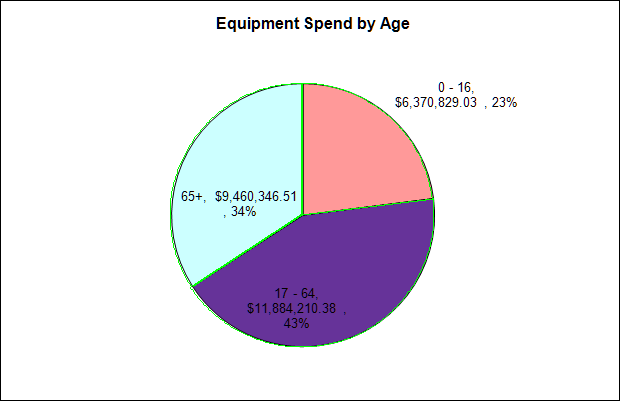 Equipment Spend by Age
0 - 16,
$6,370,829.03 , 23%
65+, $9,460,346.51
, 34%
17 - 64,
$11,884,210.38 ,
43%